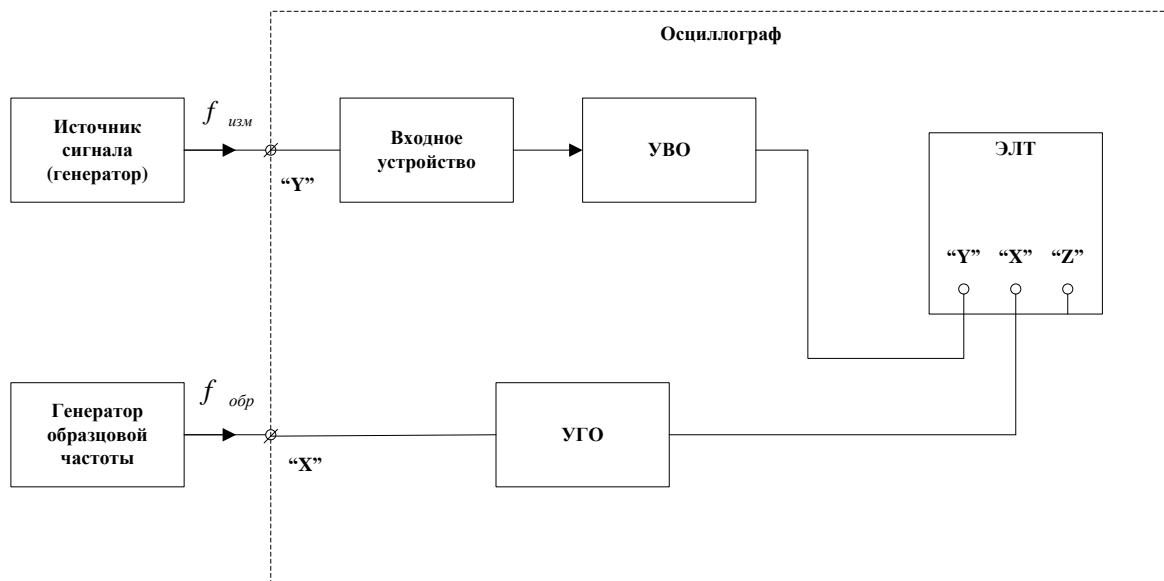 Осциллограф
Источник
сигнала
(генератор)
f изм
“Y”
Входное
устройство
УВО
ЭЛТ
“Y” “X” “Z”
Генератор
образцовой
частоты
f обр
“X”
УГО